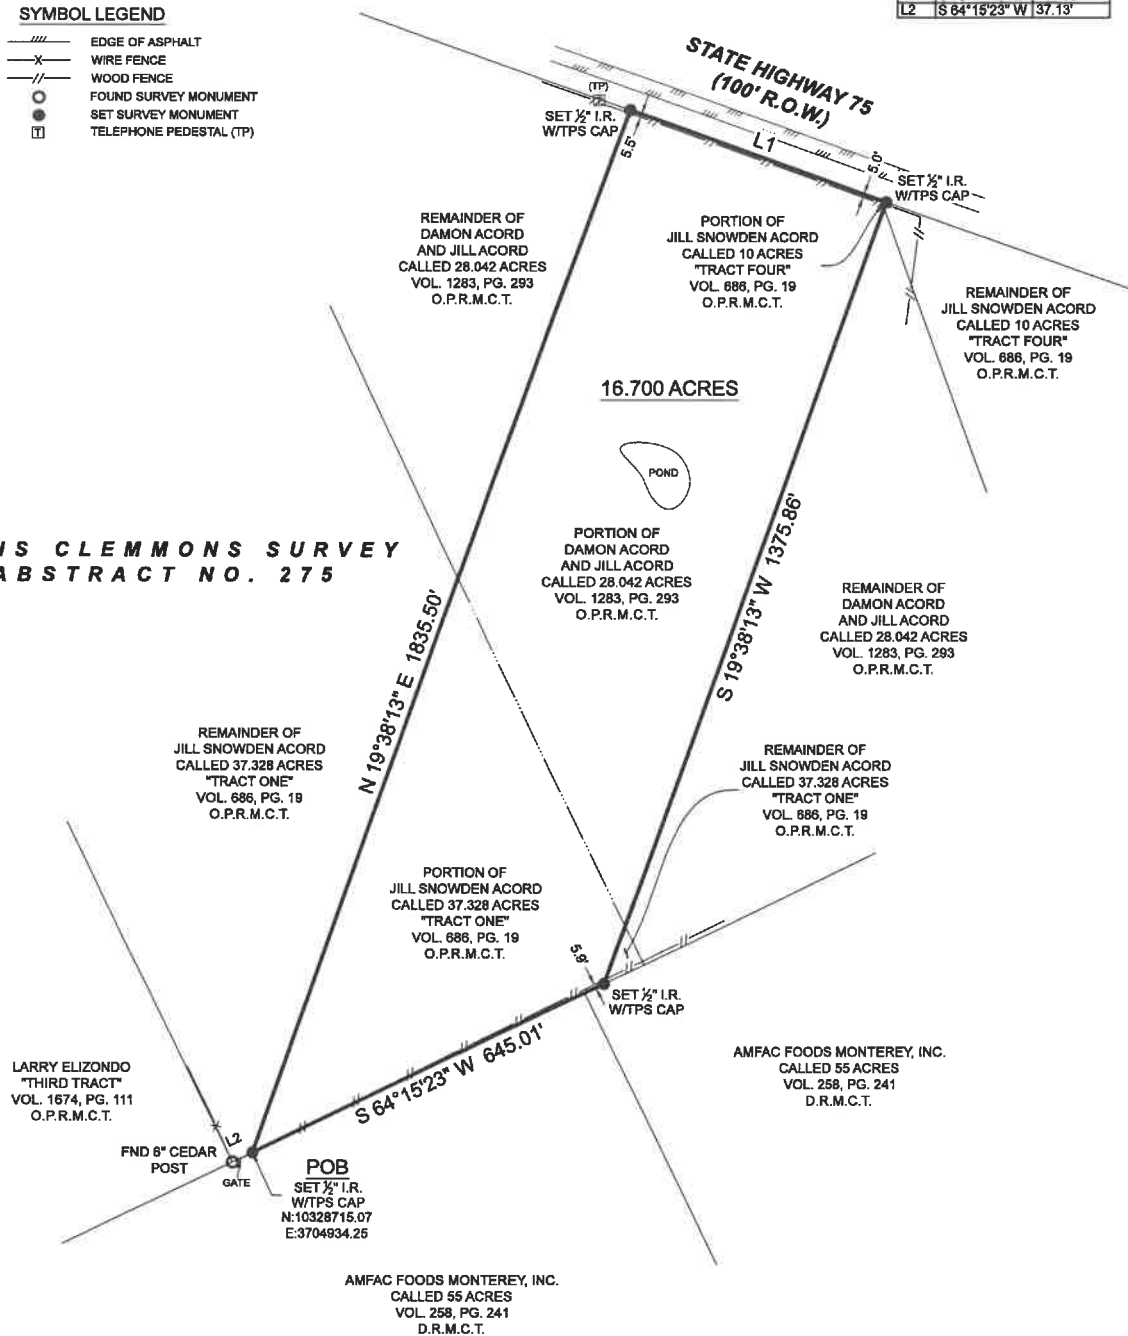 SYMBOL LEGEND
EDGE OF ASPHALT
WIRE FENCE
WOOD FENCE
FOUND SURVEY MONUMENT
SET SURVEY MONUMENT
T TELEPHONE PEDESTAL (TP)
L2 S 64°15'23" W 37.13'
STATE HIGHWAY 75
(100' R.O.W.)
(TP)
SET ½" I.R.
W/TPS CAP
5.5'
L1
5.0'
SET ½" I.R.
W/TPS CAP
REMAINDER OF
DAMON ACORD
AND JILL ACORD
CALLED 28.042 ACRES
VOL. 1283, PG. 293
O.P.R.M.C.T.
PORTION OF
JILL SNOWDEN ACORD
CALLED 10 ACRES
"TRACT FOUR"
VOL. 686, PG. 19
O.P.R.M.C.T.
REMAINDER OF
JILL SNOWDEN ACORD
CALLED 10 ACRES
"TRACT FOUR"
VOL. 686, PG. 19
O.P.R.M.C.T.
16.700 ACRES
POND
IS CLEMMONS SURVEY
ABSTRACT NO. 275
PORTION OF
DAMON ACORD
AND JILL ACORD
CALLED 28.042 ACRES
VOL. 1283, PG. 293
O.P.R.M.C.T.
S 19°38'13" W 1375.86'
REMAINDER OF
DAMON ACORD
AND JILL ACORD
CALLED 28.042 ACRES
VOL. 1283, PG. 293
O.P.R.M.C.T.
N 19°38'13" E 1835.50'
REMAINDER OF
JILL SNOWDEN ACORD
CALLED 37.328 ACRES
"TRACT ONE"
VOL. 686, PG. 19
O.P.R.M.C.T.
REMAINDER OF
JILL SNOWDEN ACORD
CALLED 37.328 ACRES
"TRACT ONE"
VOL. 686, PG. 19
O.P.R.M.C.T.
PORTION OF
JILL SNOWDEN ACORD
CALLED 37.328 ACRES
"TRACT ONE"
VOL. 686, PG. 19
O.P.R.M.C.T.
5.9'
SET ½" I.R.
W/TPS CAP
S 64°15'23" W 645.01'
AMFAC FOODS MONTEREY, INC.
CALLED 55 ACRES
VOL. 258, PG. 241
D.R.M.C.T.
LARRY ELIZONDO
"THIRD TRACT"
VOL. 1674, PG. 111
O.P.R.M.C.T.
L2
FND 6" CEDAR
POST
GATE
POB
SET ½" I.R.
W/TPS CAP
N:10328715.07
E:3704934.25
AMFAC FOODS MONTEREY, INC.
CALLED 55 ACRES
VOL. 258, PG. 241
D.R.M.C.T.